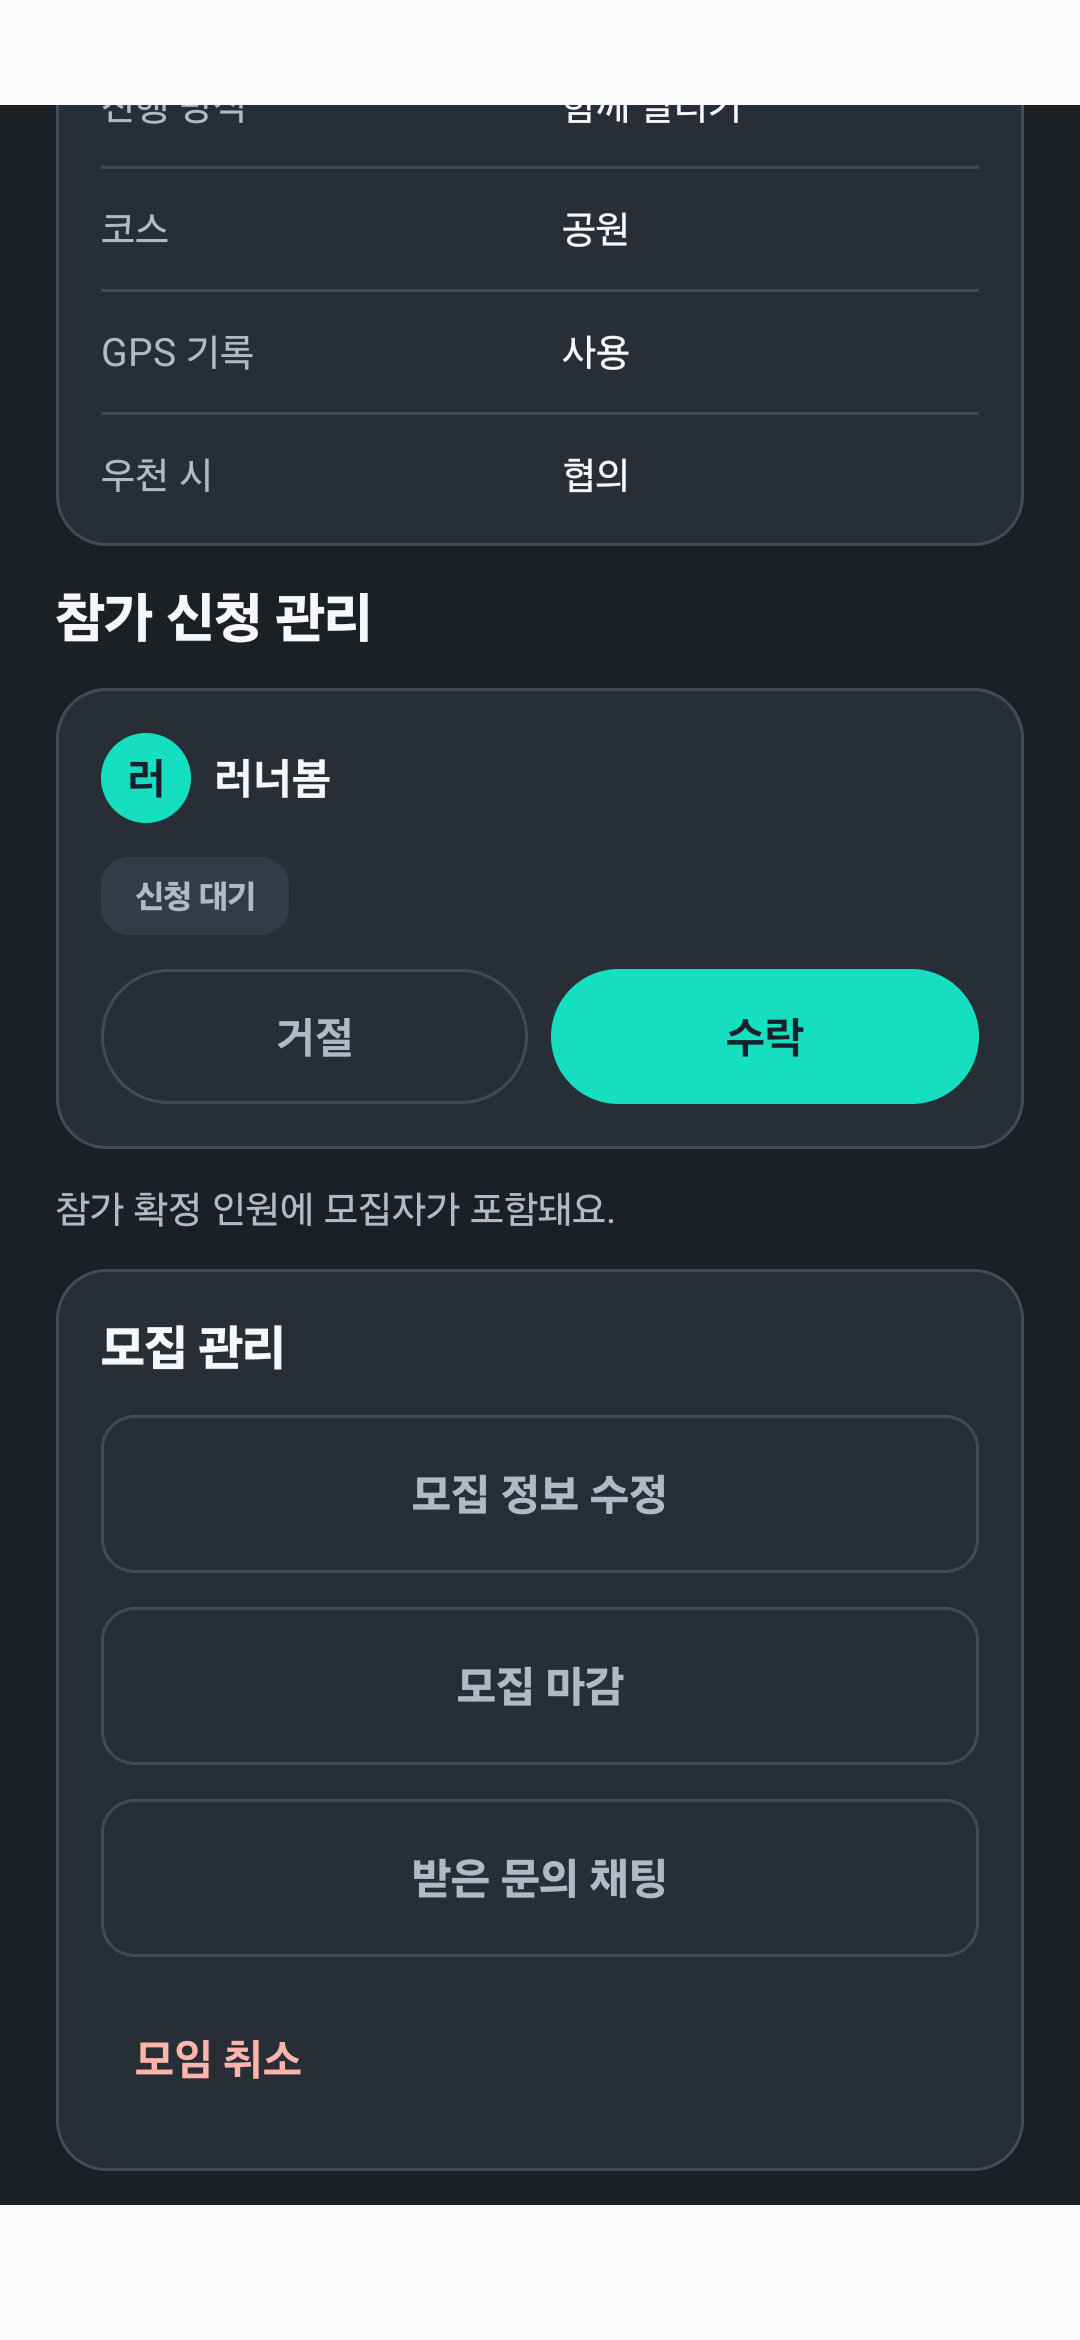 코스 공원
GPS 기록 사용
우천 시 협의
참가 신청 관리
러 러너봄
신청 대기
거절 수락
참가 확정 인원에 모집자가 포함돼요.
모집 관리
모집 정보 수정
모집 마감
받은 문의 채팅
모임 취소